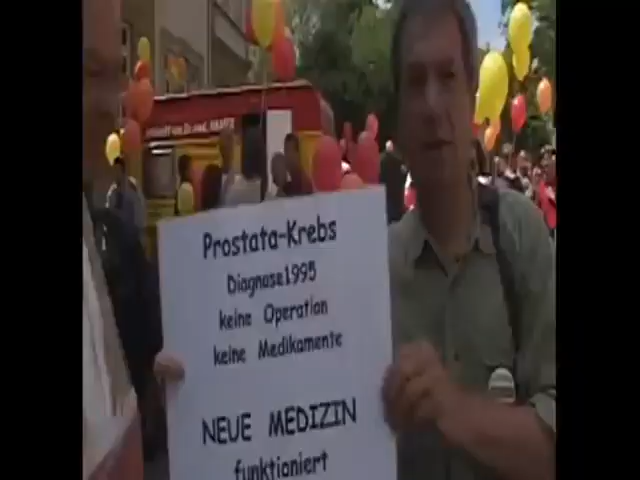 Prostata-Krebs
Diagnose1995
keine Operation
keine Medikamente
NEUE MEDIZIN
funktioniert